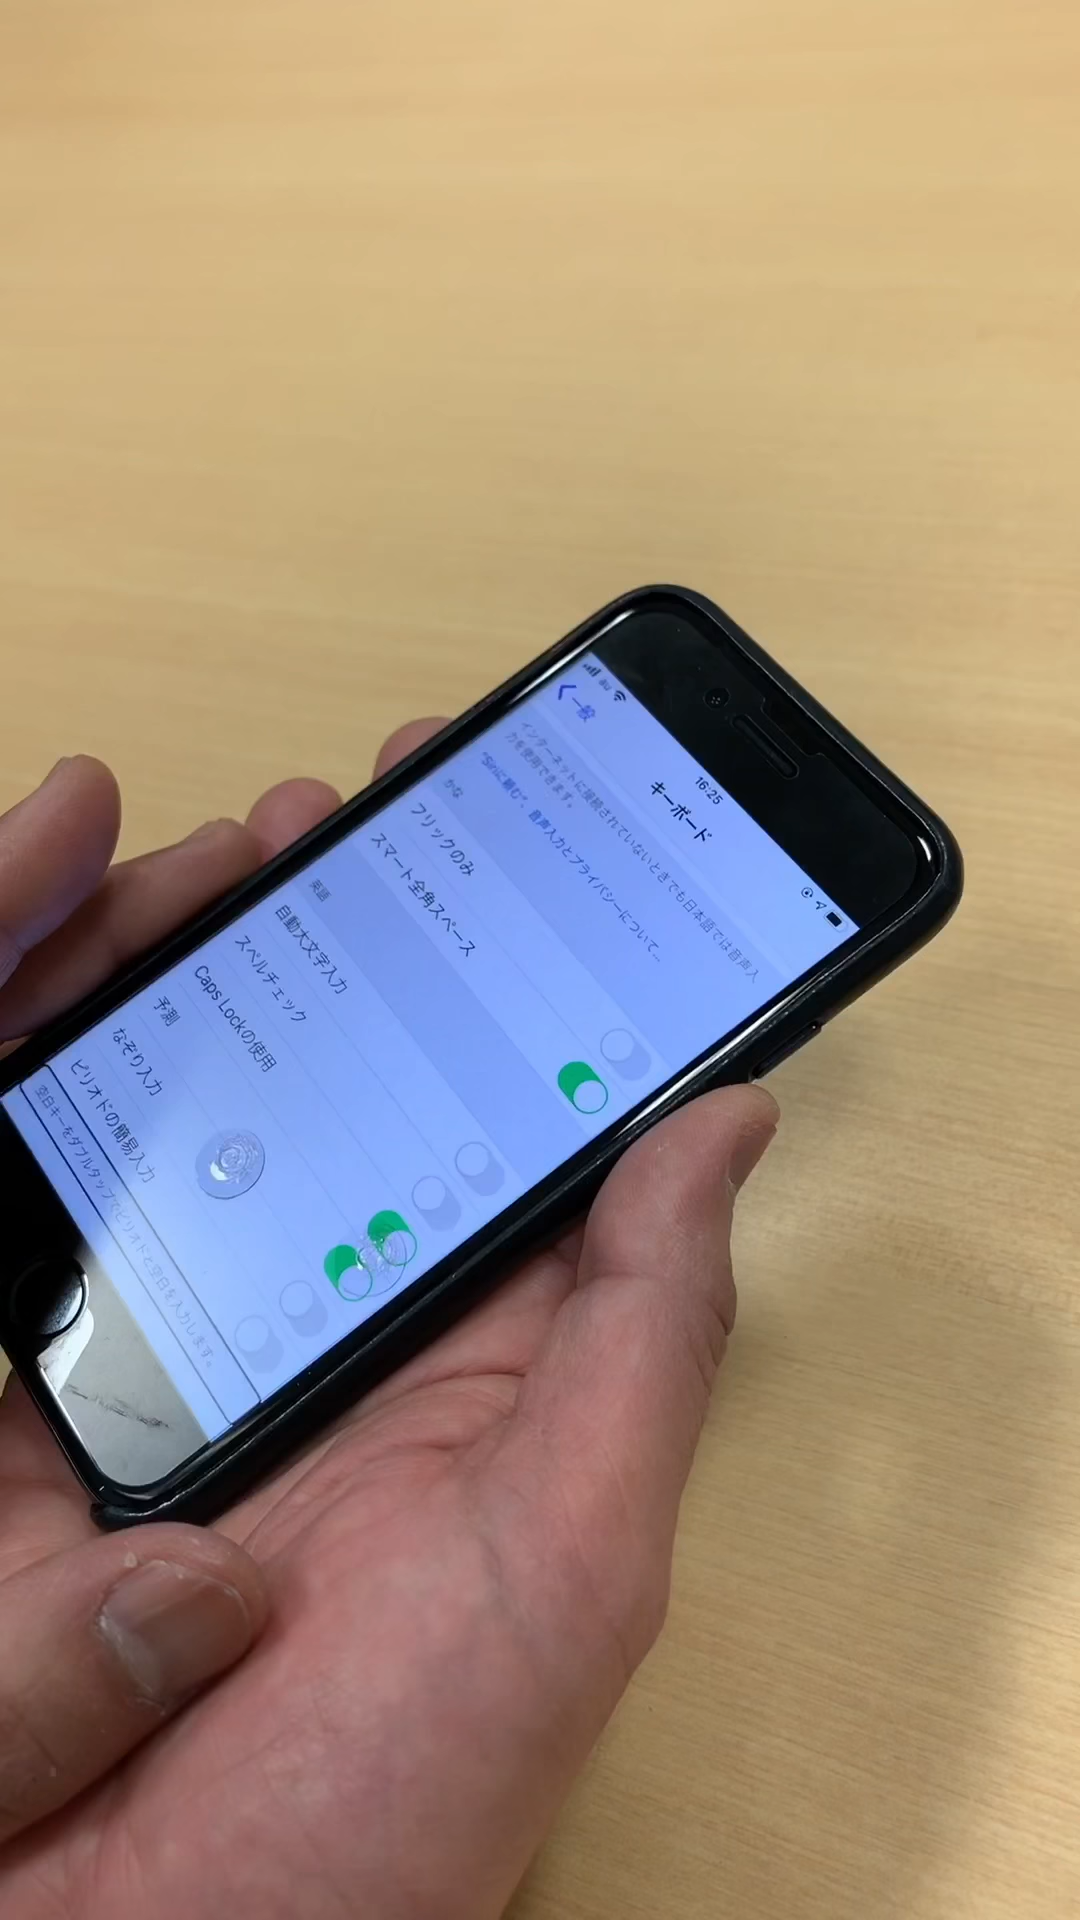 au
16:25
一般
キーボード
インターネットに接続されていないときでも日本語では音声入
力を使用できます。
"Siriに頼む"、音声入力とプライバシーについて...
かな
フリックのみ
スマート全角スペース
英語
自動大文字入力
スペルチェック
Caps Lockの使用
予測
なぞり入力
ピリオドの簡易入力
空白キーをダブルタップでピリオドと空白を入力します。